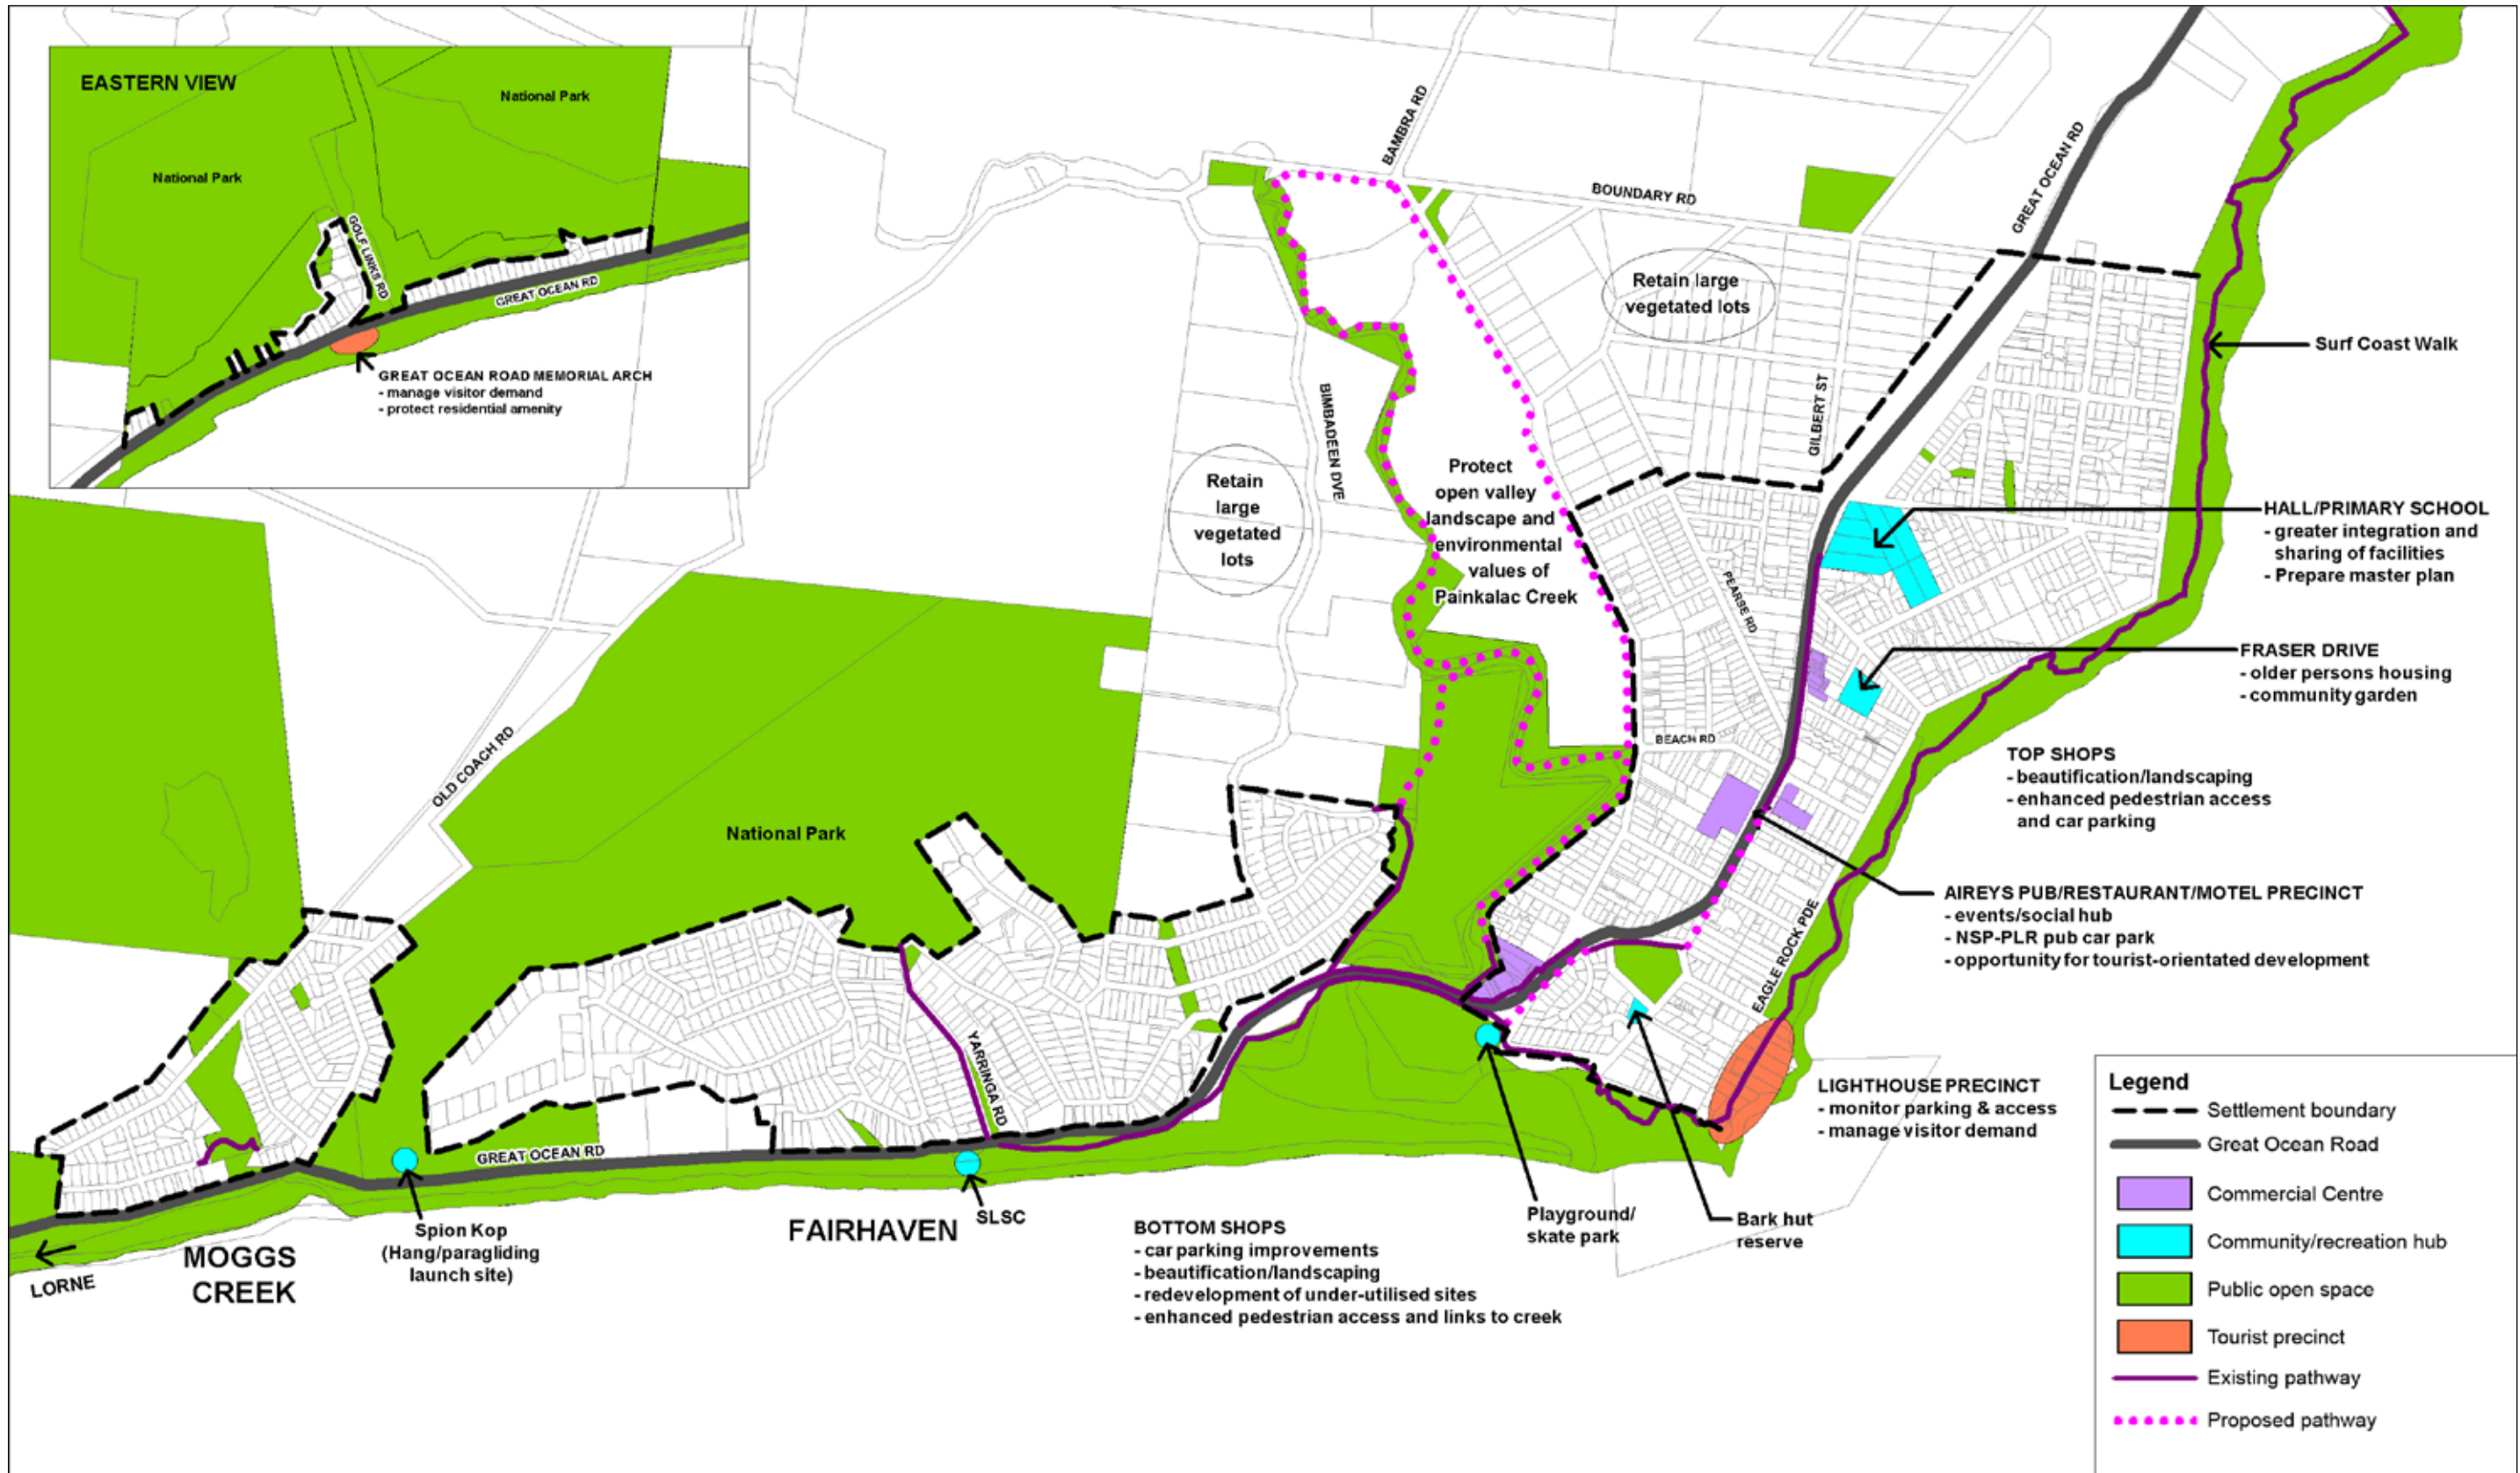 EASTERN VIEW
National Park
National Park
GOLF LINKS RD
GREAT OCEAN RD
GREAT OCEAN ROAD MEMORIAL ARCH
- manage visitor demand
- protect residential amenity
BAMBRA RD
BOUNDARY RD
GREAT OCEAN RD
Retain large
vegetated lots
Surf Coast Walk
GILBERT ST
BIMBADEEN DVE
Retain
large
vegetated
lots
Protect
open valley
landscape and
environmental
values of
Painkalac Creek
HALL/PRIMARY SCHOOL
- greater integration and
sharing of facilities
- Prepare master plan
PEARSE RD
FRASER DRIVE
- older persons housing
- community garden
BEACH RD
TOP SHOPS
- beautification/landscaping
- enhanced pedestrian access
and car parking
OLD COACH RD
National Park
AIREYS PUB/RESTAURANT/MOTEL PRECINCT
- events/social hub
- NSP-PLR pub car park
- opportunity for tourist-orientated development
EAGLE ROCK PDE
YARRINGA RD
LIGHTHOUSE PRECINCT
- monitor parking & access
- manage visitor demand
GREAT OCEAN RD
Spion Kop
(Hang/paragliding
launch site)
SLSC
FAIRHAVEN
MOGGS
CREEK
LORNE
BOTTOM SHOPS
- car parking improvements
- beautification/landscaping
- redevelopment of under-utilised sites
- enhanced pedestrian access and links to creek
Playground/
skate park
Bark hut
reserve
Legend
Settlement boundary
Great Ocean Road
Commercial Centre
Community/recreation hub
Public open space
Tourist precinct
Existing pathway
Proposed pathway